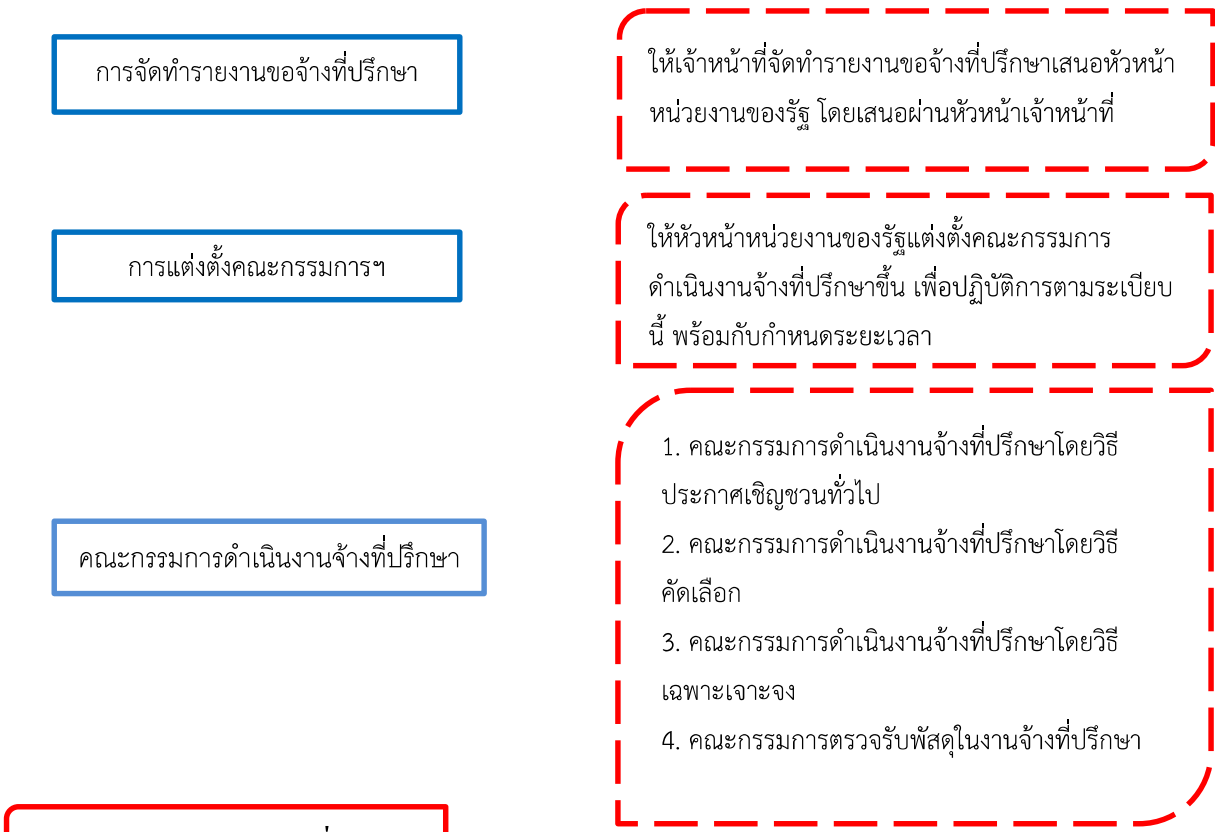 การจัดทำรายงานขอจ้างที่ปรึกษา
ให้เจ้าหน้าที่จัดทำรายงานขอจ้างที่ปรึกษาเสนอหัวหน้า
หน่วยงานของรัฐ โดยเสนอผ่านหัวหน้าเจ้าหน้าที่
การแต่งตั้งคณะกรรมการฯ
ให้หัวหน้าหน่วยงานของรัฐแต่งตั้งคณะกรรมการ
ดำเนินงานจ้างที่ปรึกษาขึ้น เพื่อปฏิบัติการตามระเบียบ
นี้ พร้อมกับกำหนดระยะเวลา
คณะกรรมการดำเนินงานจ้างที่ปรึกษา
1. คณะกรรมการดำเนินงานจ้างที่ปรึกษาโดยวิธี
ประกาศเชิญชวนทั่วไป
2. คณะกรรมการดำเนินงานจ้างที่ปรึกษาโดยวิธี
คัดเลือก
3. คณะกรรมการดำเนินงานจ้างที่ปรึกษาโดยวิธี
เฉพาะเจาะจง
4. คณะกรรมการตรวจรับพัสดุในงานจ้างที่ปรึกษา